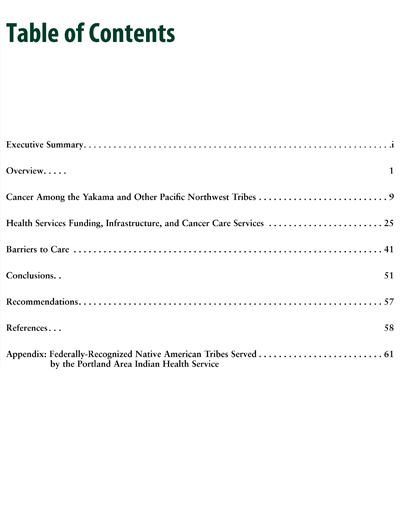 Table of Contents
Executive Summary. . . . . . . . . . . . . . . . . . . . . . . . . . . . . . . . . . . . . . . . . . . . . . . . . . . . . . . . . . . . . . .i
Overview. . . . . 1
Cancer Among the Yakama and Other Pacific Northwest Tribes . . . . . . . . . . . . . . . . . . . . . . . . . . 9
Health Services Funding, Infrastructure, and Cancer Care Services . . . . . . . . . . . . . . . . . . . . . . . 25
Barriers to Care . . . . . . . . . . . . . . . . . . . . . . . . . . . . . . . . . . . . . . . . . . . . . . . . . . . . . . . . . . . . . . 41
Conclusions. . 51
Recommendations. . . . . . . . . . . . . . . . . . . . . . . . . . . . . . . . . . . . . . . . . . . . . . . . . . . . . . . . . . . . . 57
References. . . 58
Appendix: Federally-Recognized Native American Tribes Served . . . . . . . . . . . . . . . . . . . . . . . . . 61
by the Portland Area Indian Health Service